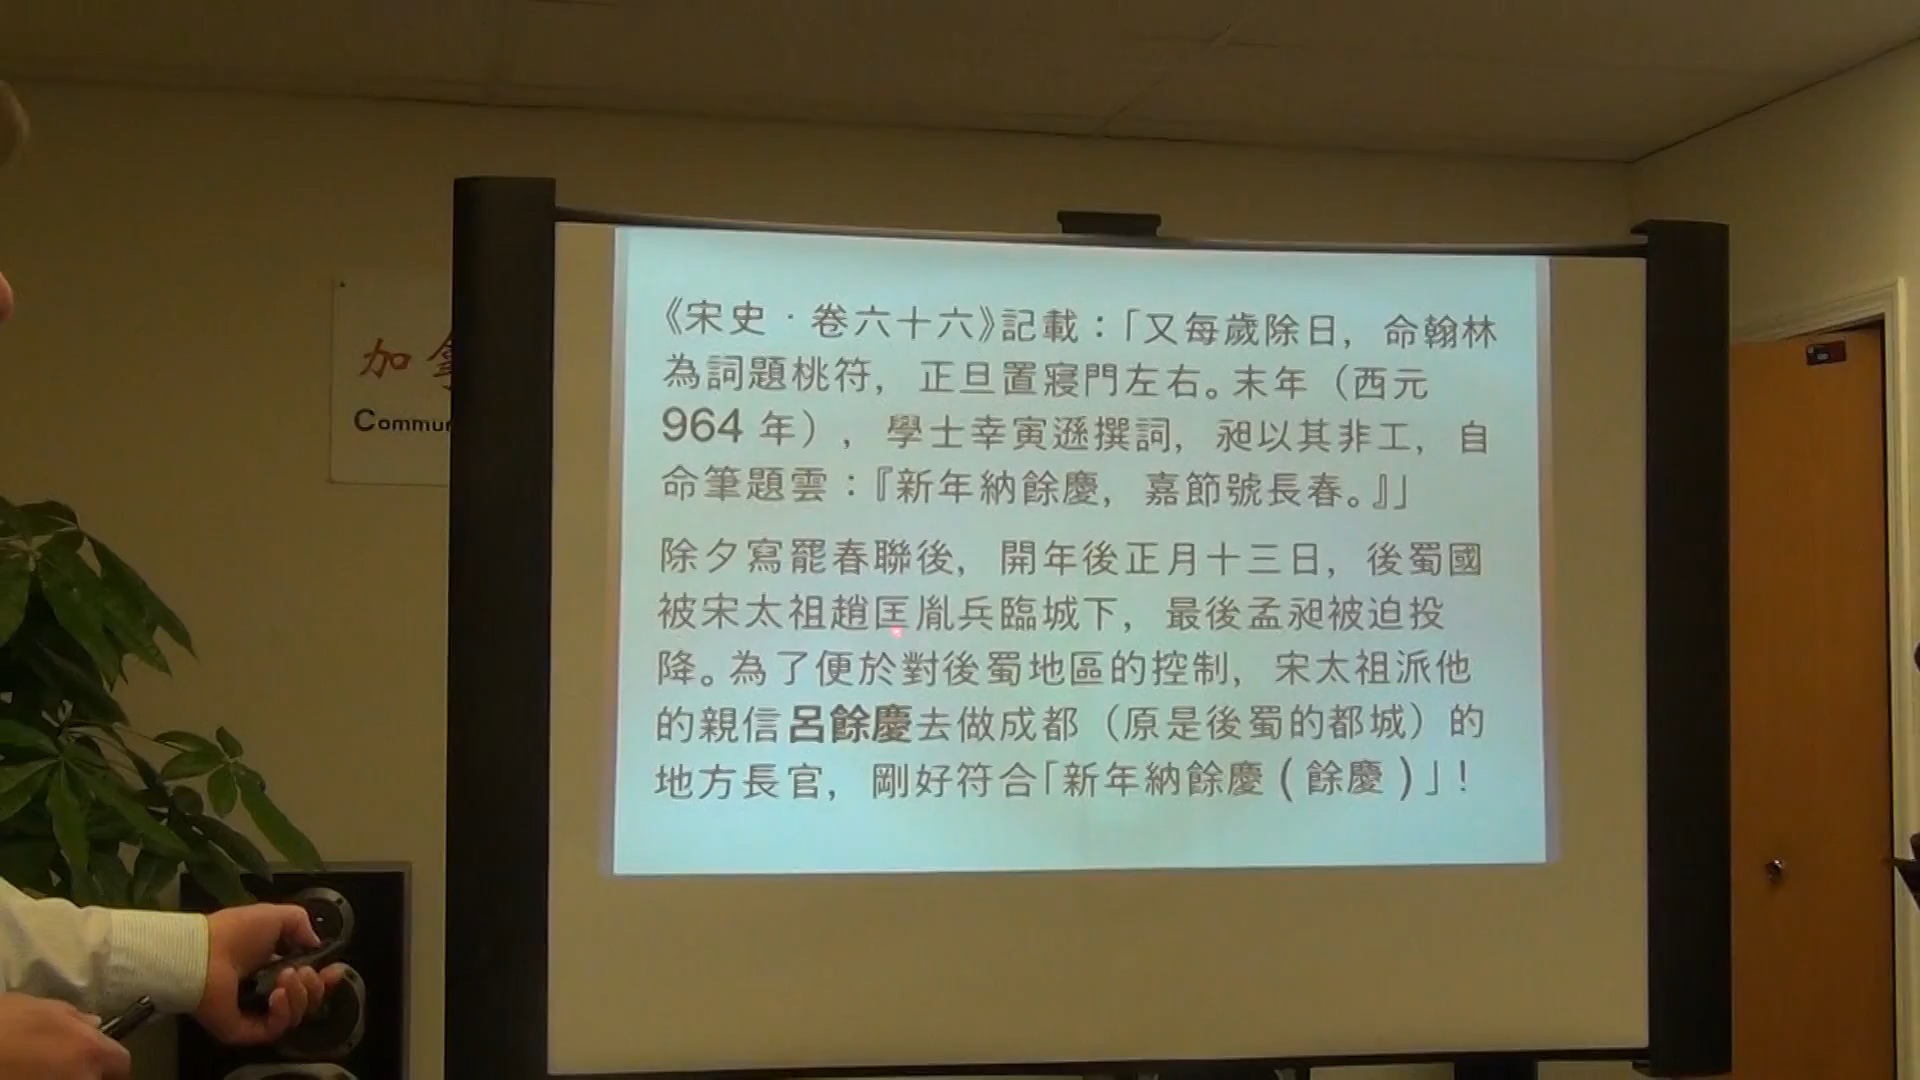 加拿
Commun
《宋史·卷六十六》記載：「又每歲除日，命翰林
為詞題桃符，正旦置寢門左右。末年（西元
964 年），學士幸寅遜撰詞，昶以其非工，自
命筆題雲：『新年納餘慶，嘉節號長春。』」
除夕寫罷春聯後，開年後正月十三日，後蜀國
被宋太祖趙匡胤兵臨城下，最後孟昶被迫投
降。為了便於對後蜀地區的控制，宋太祖派他
的親信呂餘慶去做成都（原是後蜀的都城）的
地方長官，剛好符合「新年納餘慶(餘慶)」！